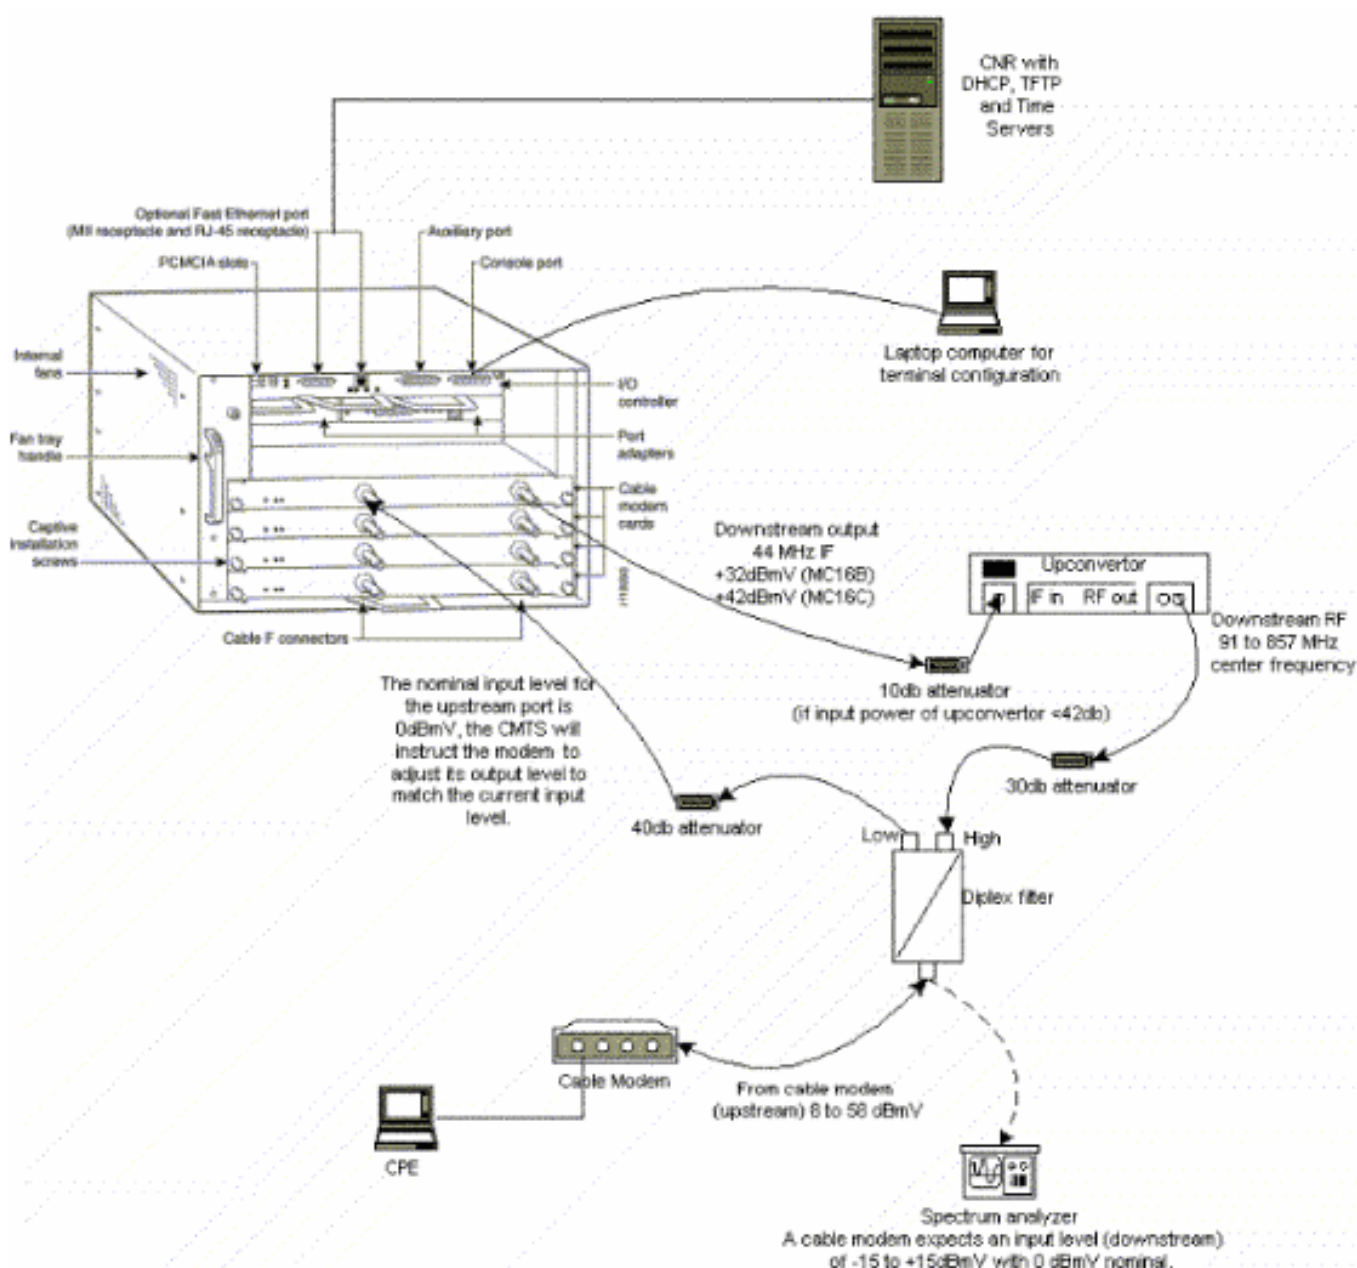 CNR with
DHCP, TFTP
and Time
Servers
Optional Fast Ethernet port
(MII receptacle and RJ-45 receptacle)
Auxiliary port
PCMCIA slots
Console port
Laptop computer for
terminal configuration
Internal
fans
I/O
controller
Fan tray
handle
Port
adapters
Cable
modem
cards
Captive
installation
screws
Downstream output
44 MHz IF
+32dBmV (MC16B)
+42dBmV (MC16C)
Upconvertor
IF in
RF out
Cable F connectors
Downstream RF
91 to 857 MHz
center frequency
10db attenuator
(if input power of upconvertor <42db)
The nominal input level for
the upstream port is
0dBmV, the CMTS will
instruct the modem to
adjust its output level to
match the current input
level.
30db attenuator
40db attenuator
Low
High
Diplex filter
Cable Modem
From cable modem
(upstream) 8 to 58 dBmV
CPE
Spectrum analyzer
A cable modem expects an input level (downstream)
of -15 to +15dBmV with 0 dBmV nominal.